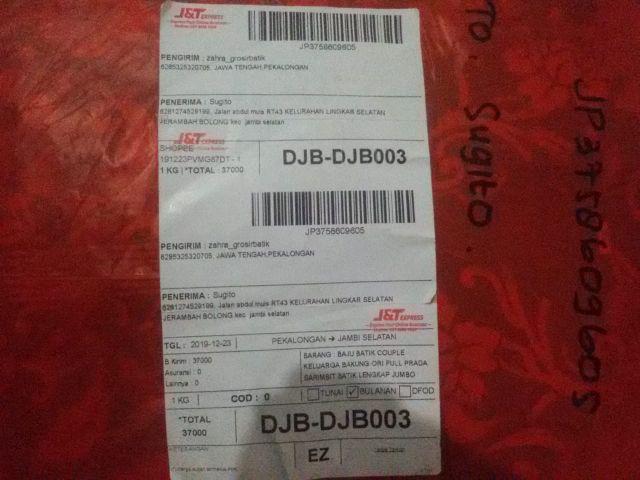 J&T EXPRESS
JP3758609605
PENGIRIM : zahra_grosirbatik
6285325320705, JAWA TENGAH,PEKALONGAN
PENERIMA : Sugito
6281274529199, Jalan abdul muis RT43 KELURAHAN LINGKAR SELATAN
JERAMBAH BOLONG kec jambi selatan
J&T EXPRESS
SHOPEE
191223PVMG87DT - 1
1 KG | *TOTAL : 37000
DJB-DJB003
JP3758609605
PENGIRIM : zahra_grosirbatik
6285325320705, JAWA TENGAH,PEKALONGAN
PENERIMA : Sugito
6281274529199, Jalan abdul muis RT43 KELURAHAN LINGKAR SELATAN
JERAMBAH BOLONG kec jambi selatan
J&T EXPRESS
TGL : 2019-12-23
PEKALONGAN → JAMBI SELATAN
B Kirim : 37000
Asuransi : 0
Lainnya : 0
BARANG : BAJU BATIK COUPLE
KELUARGA BAKUNG-ORI FULL PRADA
SARIMBIT BATIK LENGKAP JUMBO
1 KG
COD : 0
TUNAI
BULANAN
DFOD
*TOTAL
37000
DJB-DJB003
KETERANGAN
EZ
TO : Sugito.
JP3758609605